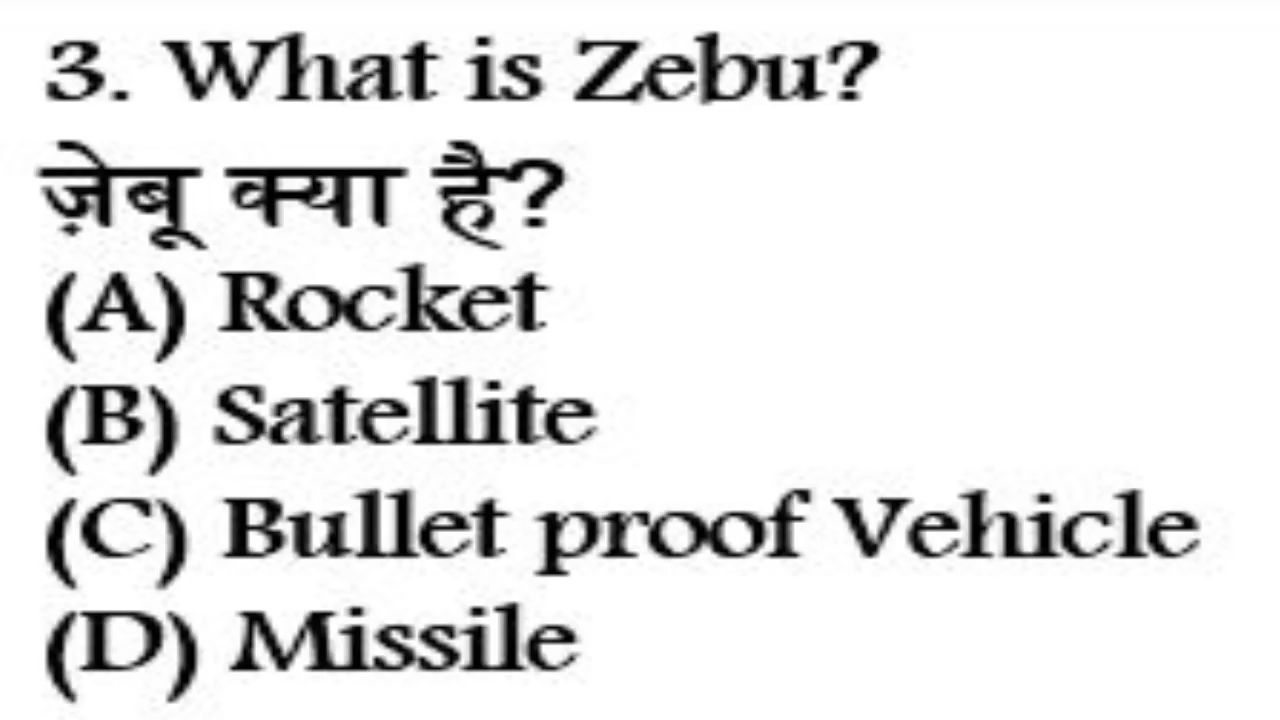 3. What is Zebu?
ज़ेबू क्या है?
(A) Rocket
(B) Satellite
(C) Bullet proof Vehicle
(D) Missile